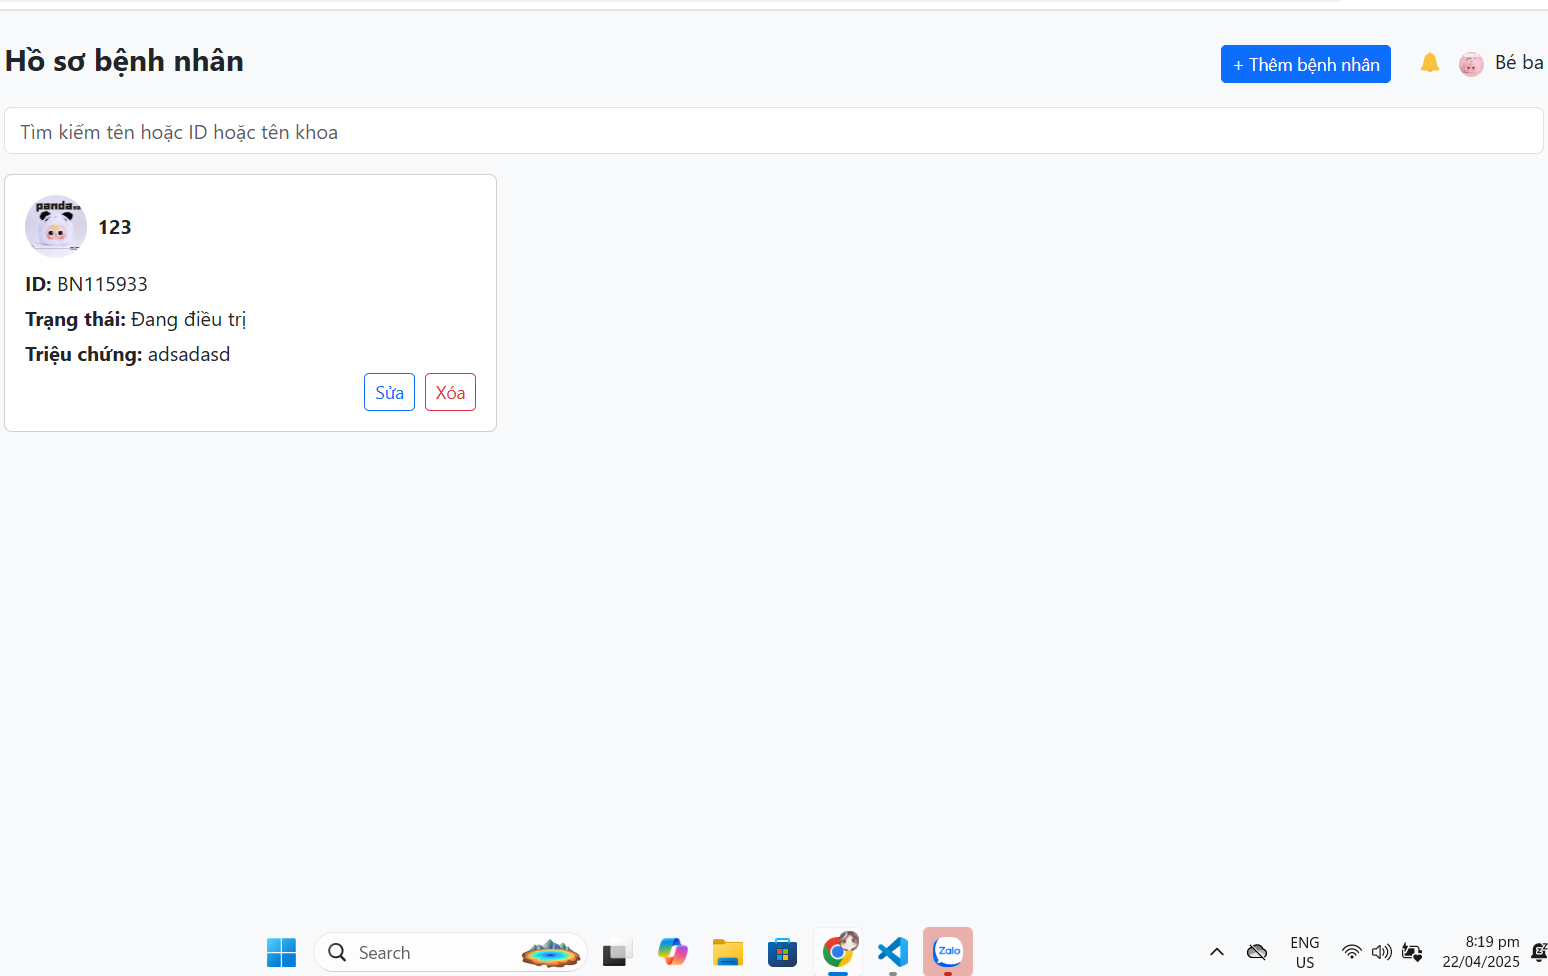 Hồ sơ bệnh nhân
+ Thêm bệnh nhân
Bé ba
Tìm kiếm tên hoặc ID hoặc tên khoa
panda
123
ID: BN115933
Trạng thái: Đang điều trị
Triệu chứng: adsadasd
Sửa
Xóa
Search
Zalo
ENG
US
8:19 pm
22/04/2025